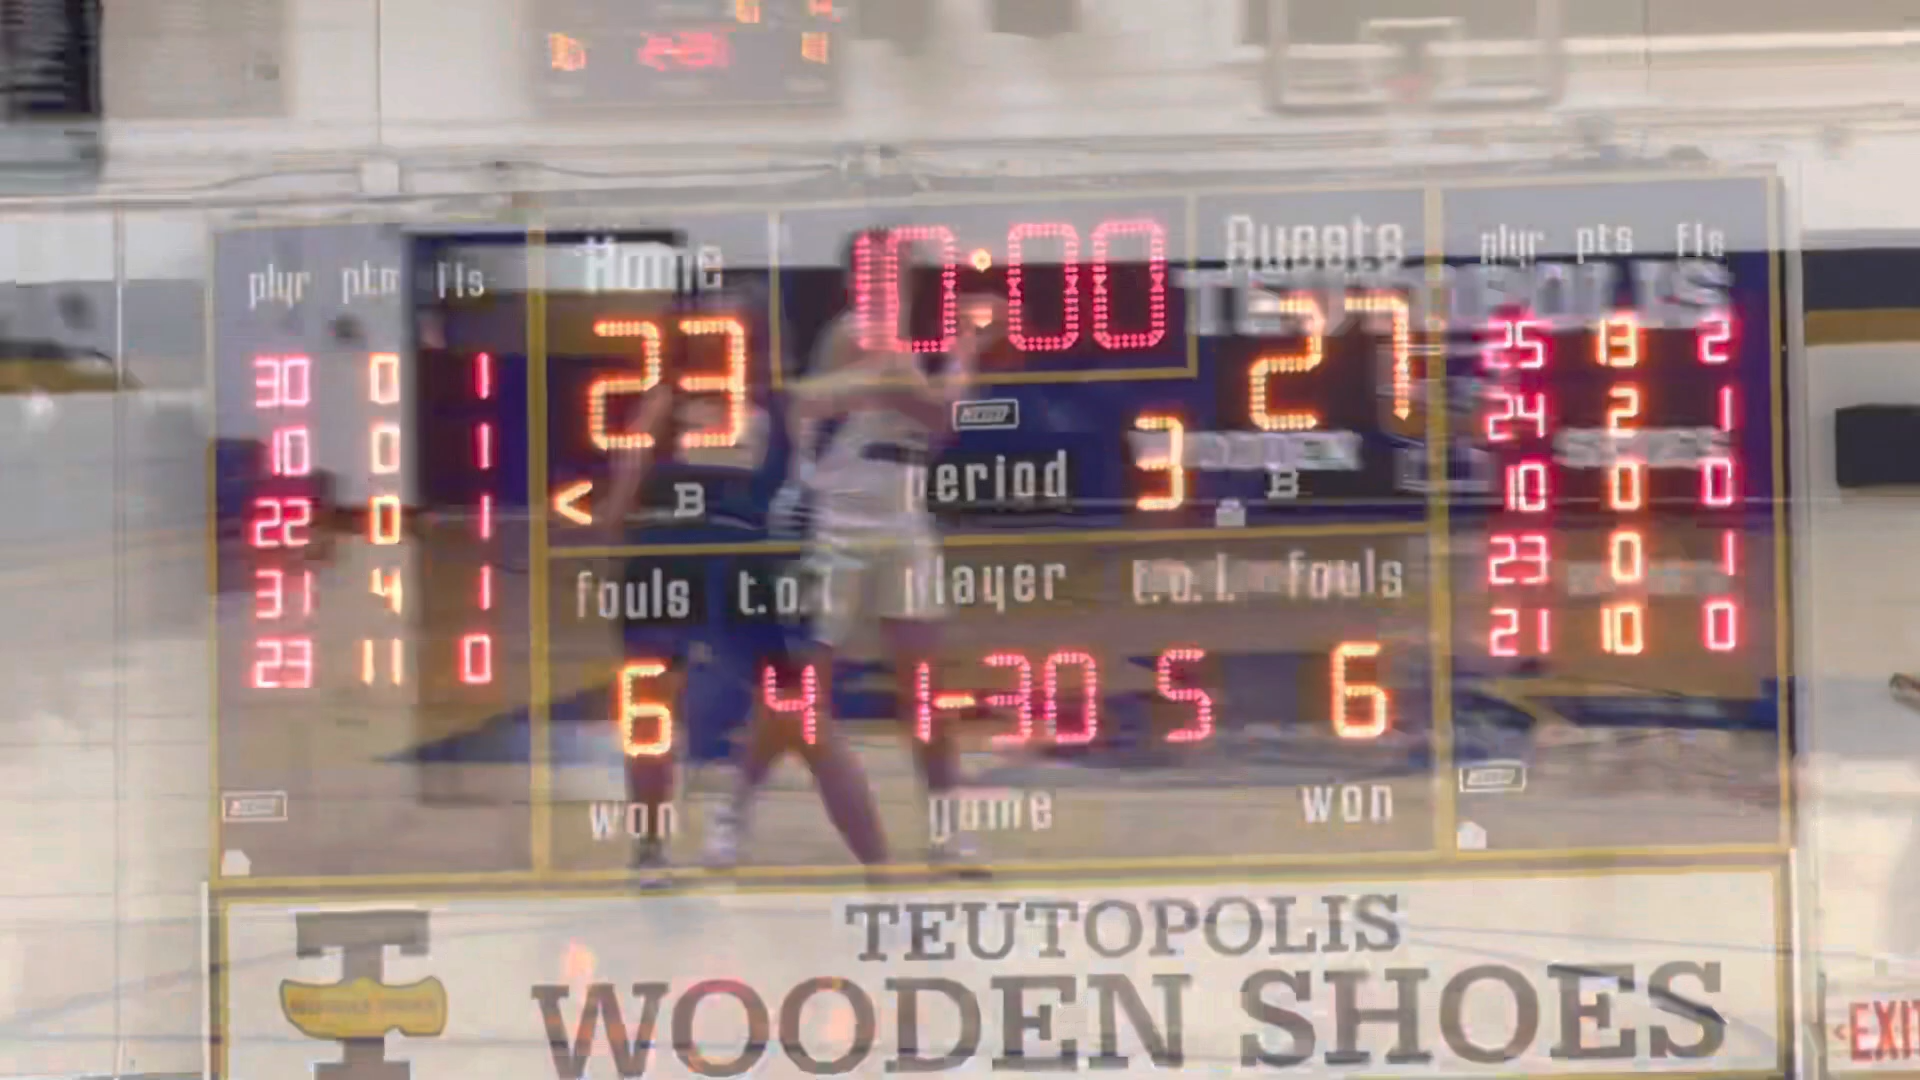 Home 10:00 Guests
plyr pts fls
plyr pts fls
23 27
30 0 1
25 13 2
10 0 1
24 2 1
B period 3 B
< 
22 0 1
10 0 0
31 4 1
23 0 1
fouls t.o.l player t.o.l. fouls
23 11 0
21 10 0
6 4 1-30 5 6
won game won
TEUTOPOLIS
WOODEN SHOES
EXIT